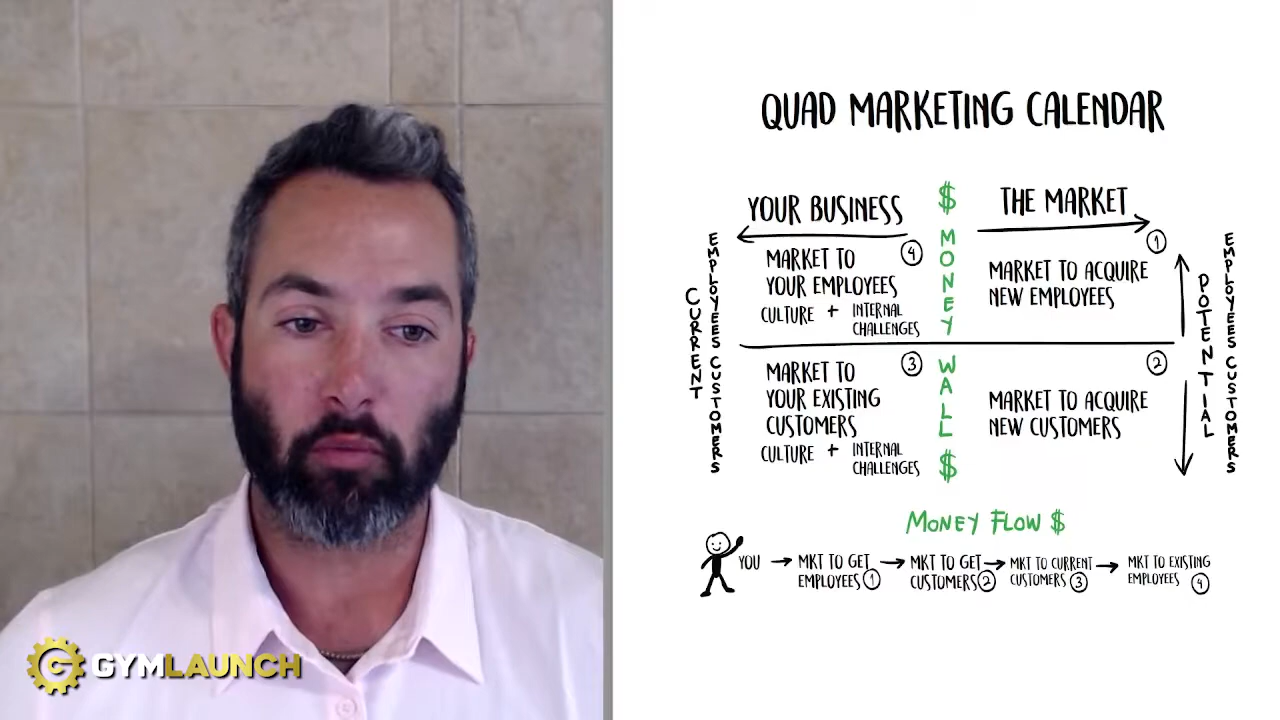 QUAD MARKETING CALENDAR
YOUR BUSINESS
$
THE MARKET
MONEY WALL
$
CURRENT
EMPLOYEES CUSTOMERS
4
MARKET TO
YOUR EMPLOYEES
CULTURE + INTERNAL
CHALLENGES
1
MARKET TO ACQUIRE
NEW EMPLOYEES
3
MARKET TO
YOUR EXISTING
CUSTOMERS
CULTURE + INTERNAL
CHALLENGES
2
MARKET TO ACQUIRE
NEW CUSTOMERS
POTENTIAL
EMPLOYEES CUSTOMERS
MONEY FLOW $
YOU
MKT TO GET
EMPLOYEES 1
MKT TO GET
CUSTOMERS 2
MKT TO CURRENT
CUSTOMERS 3
MKT TO EXISTING
EMPLOYEES 4
G GYMLAUNCH